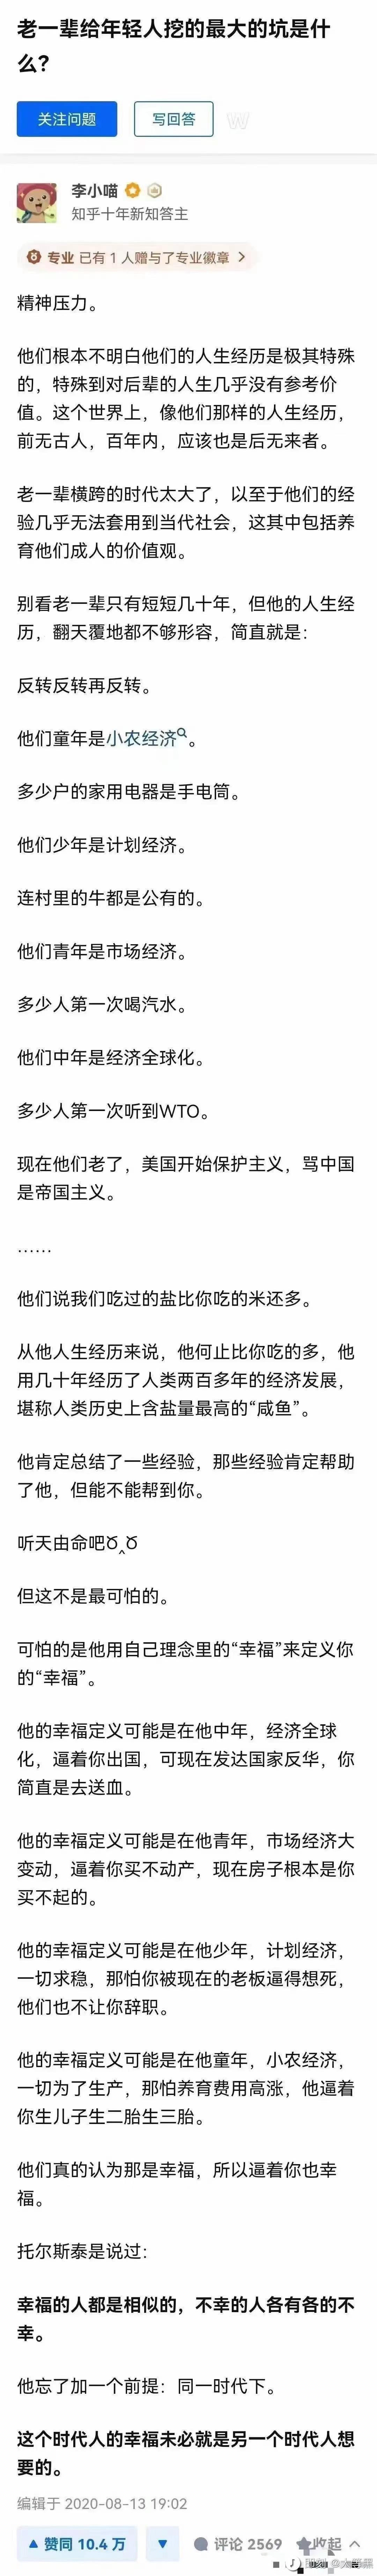 老一辈给年轻人挖的最大的坑是什
么？
关注问题
写回答
李小喵
知乎十年新知答主
专业 已有 1 人赠与了专业徽章 >
精神压力。
他们根本不明白他们的人生经历是极其特殊
的，特殊到对后辈的人生几乎没有参考价
值。这个世界上，像他们那样的人生经历，
前无古人，百年内，应该也是后无来者。
老一辈横跨的时代太大了，以至于他们的经
验几乎无法套用到当代社会，这其中包括养
育他们成人的价值观。
别看老一辈只有短短几十年，但他的人生经
历，翻天覆地都不够形容，简直就是：
反转反转再反转。
他们童年是小农经济。
多少户的家用电器是手电筒。
他们少年是计划经济。
连村里的牛都是公有的。
他们青年是市场经济。
多少人第一次喝汽水。
他们中年是经济全球化。
多少人第一次听到WTO。
现在他们老了，美国开始保护主义，骂中国
是帝国主义。
……
他们说我们吃过的盐比你吃的米还多。
从他人生经历来说，他何止比你吃的多，他
用几十年经历了人类两百多年的经济发展，
堪称人类历史上含盐量最高的“咸鱼”。
他肯定总结了一些经验，那些经验肯定帮助
了他，但能不能帮到你。
听天由命吧ర‸ర
但这不是最可怕的。
可怕的是他用自己理念里的“幸福”来定义你
的“幸福”。
他的幸福定义可能是在他中年，经济全球
化，逼着你出国，可现在发达国家反华，你
简直是去送血。
他的幸福定义可能是在他青年，市场经济大
变动，逼着你买不动产，现在房子根本是你
买不起的。
他的幸福定义可能是在他少年，计划经济，
一切求稳，那怕你被现在的老板逼得想死，
他们也不让你辞职。
他的幸福定义可能是在他童年，小农经济，
一切为了生产，那怕养育费用高涨，他逼着
你生儿子生二胎生三胎。
他们真的认为那是幸福，所以逼着你也幸
福。
托尔斯泰是说过：
幸福的人都是相似的，不幸的人各有各的不
幸。
他忘了加一个前提：同一时代下。
这个时代人的幸福未必就是另一个时代人想
要的。
编辑于 2020-08-13 19:02
赞同 10.4 万
评论 2569
收起